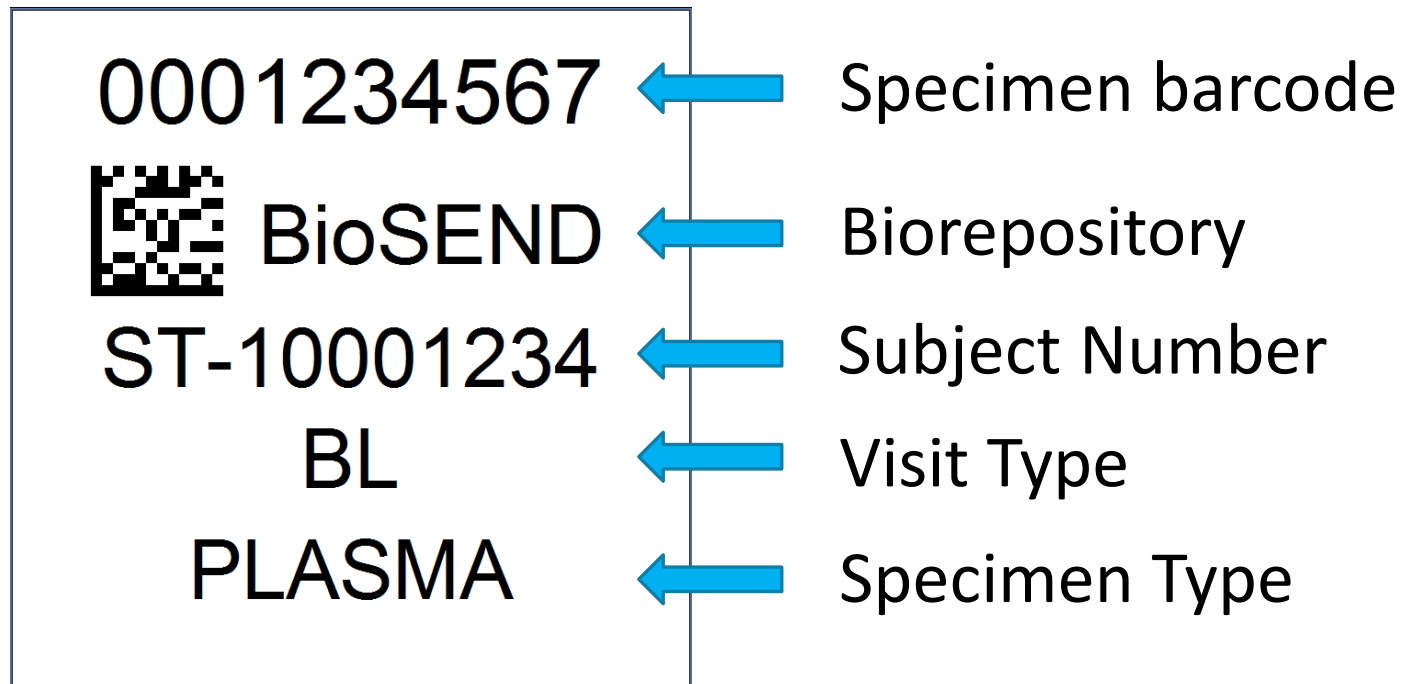 0001234567 Specimen barcode
BioSEND Biorepository
ST-10001234 Subject Number
BL Visit Type
PLASMA Specimen Type